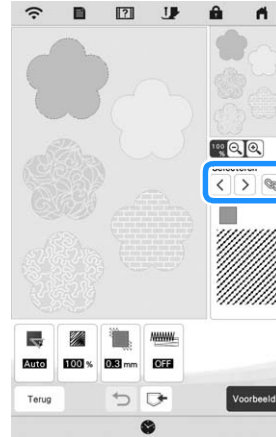 100 %
Selecteren
Auto
100 %
0.3 mm
OFF
Terug
Voorbeeld